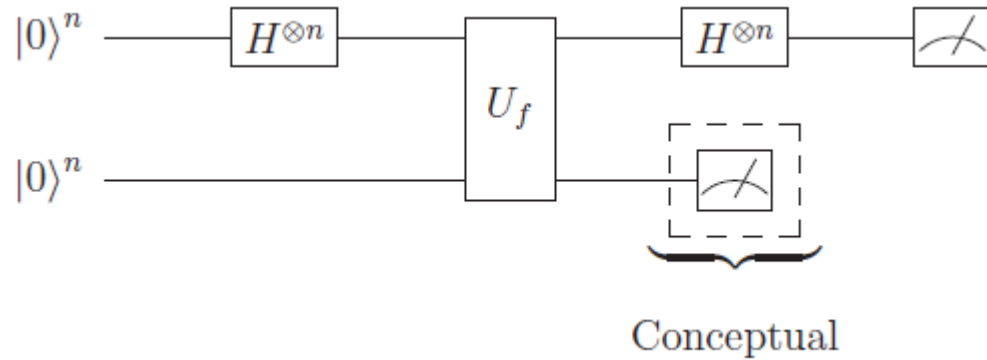 |0⟩ⁿ H^{⊗n} H^{⊗n}
U_f
|0⟩ⁿ
Conceptual